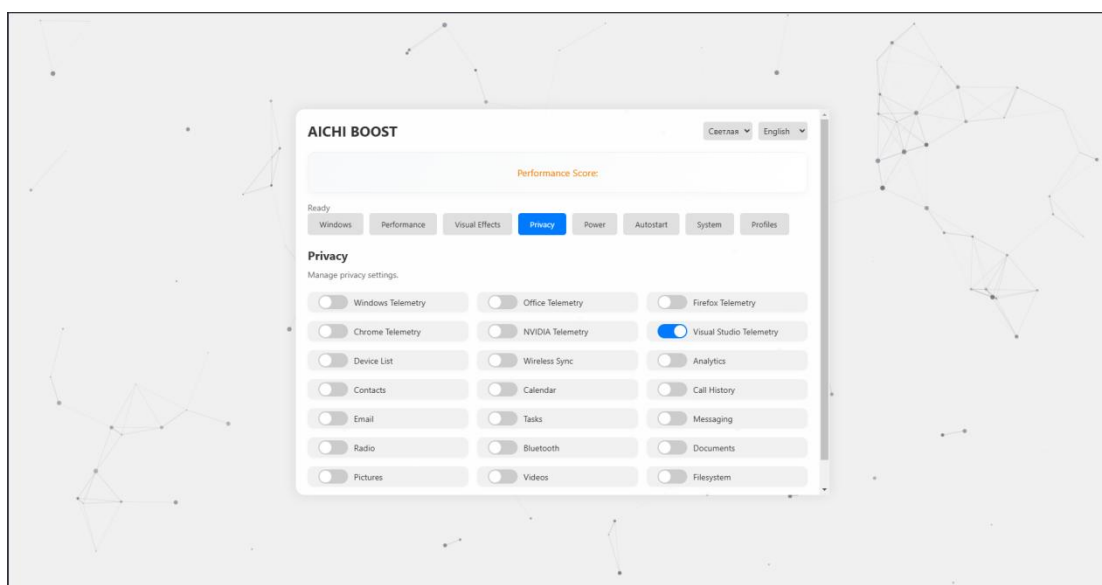 AICHI BOOST Светлая English
Performance Score:
Ready
Windows Performance Visual Effects Privacy Power Autostart System Profiles
Privacy
Manage privacy settings.
Windows Telemetry Office Telemetry Firefox Telemetry
Chrome Telemetry NVIDIA Telemetry Visual Studio Telemetry
Device List Wireless Sync Analytics
Contacts Calendar Call History
Email Tasks Messaging
Radio Bluetooth Documents
Pictures Videos Filesystem